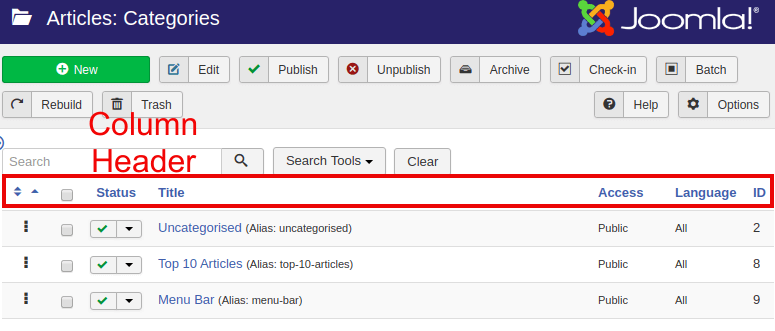 Articles: Categories
Joomla!®
New Edit Publish Unpublish Archive Check-in Batch
Rebuild Trash Help Options
Column
Header
Search Search Tools Clear
Status Title Access Language ID
Uncategorised (Alias: uncategorised) Public All 2
Top 10 Articles (Alias: top-10-articles) Public All 8
Menu Bar (Alias: menu-bar) Public All 9